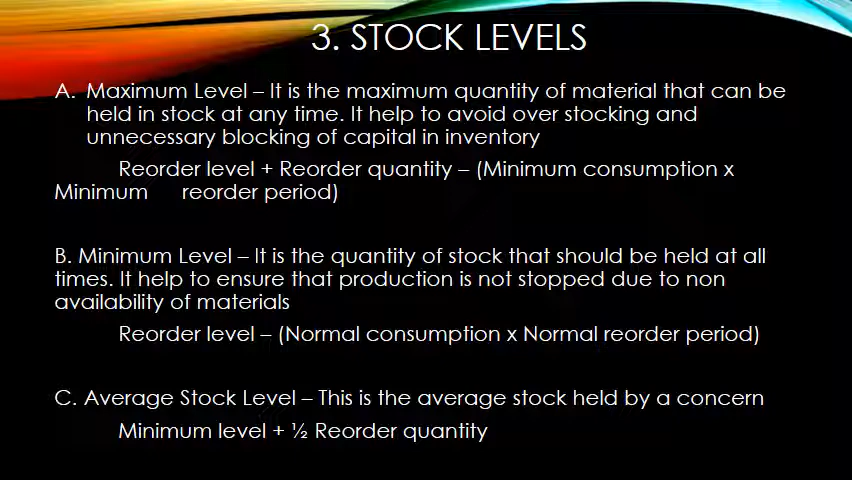 3. STOCK LEVELS
A. Maximum Level – It is the maximum quantity of material that can be
held in stock at any time. It help to avoid over stocking and
unnecessary blocking of capital in inventory
Reorder level + Reorder quantity – (Minimum consumption x
Minimum reorder period)
B. Minimum Level – It is the quantity of stock that should be held at all
times. It help to ensure that production is not stopped due to non
availability of materials
Reorder level – (Normal consumption x Normal reorder period)
C. Average Stock Level – This is the average stock held by a concern
Minimum level + ½ Reorder quantity